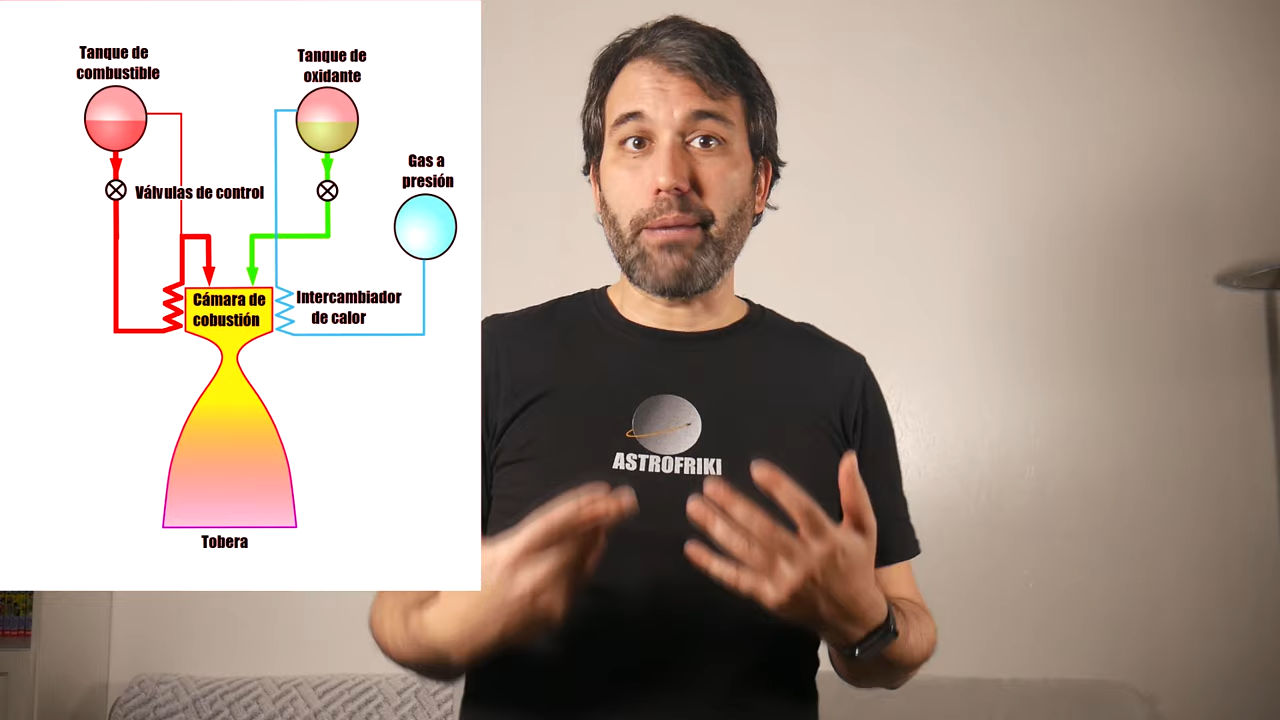 Tanque de
combustible
Tanque de
oxidante
Gas a
presión
Válvulas de control
Cámara de
cobustión
Intercambiador
de calor
Tobera
ASTROFRIKI